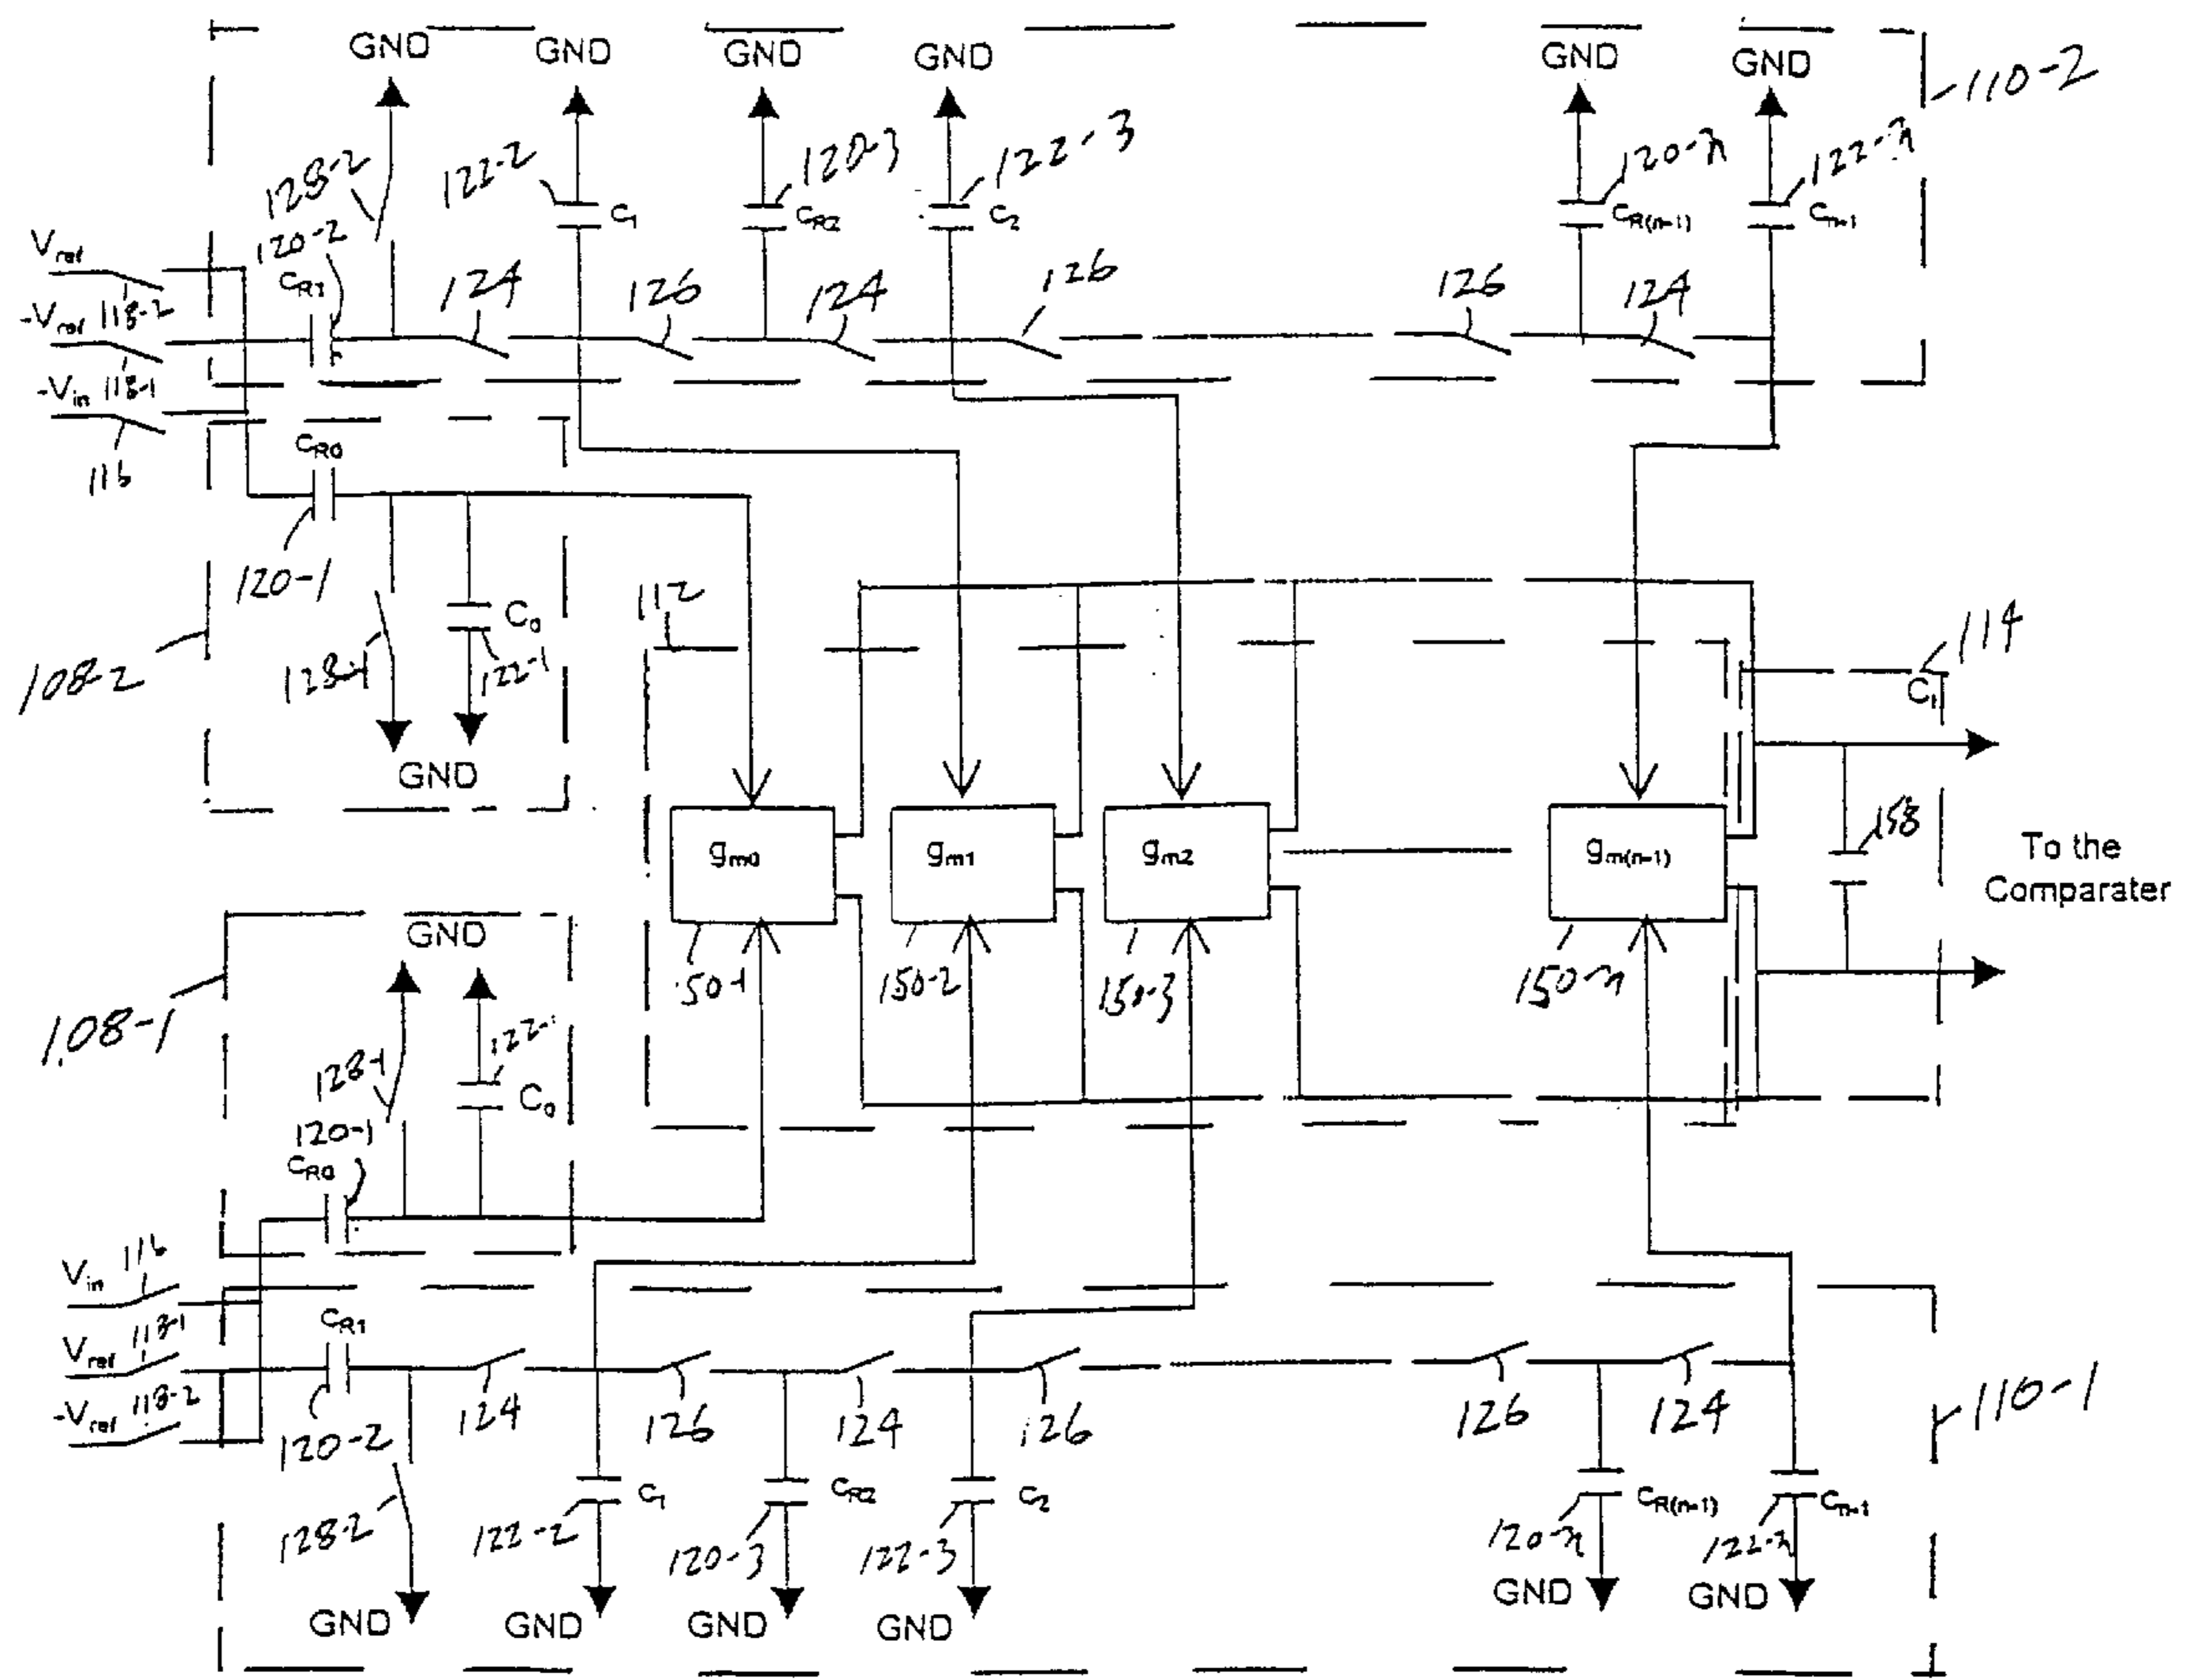 GND GND GND GND GND GND
110-2
128-2 122-2 120-3 122-3 120-n 122-n
C1 CR2 C2 CR(n-1) Cn-1
Vref 120-2
CR1 124 126 124 126 126 124
-Vref 118-2
-Vin 118-1
116
CR0
120-1
112
C0
114
108-2
128-1 122-1
CI
GND
gm0 gm1 gm2 gm(n-1)
158
To the
Comparater
GND
150-1 150-2 150-3 150-n
108-1
122-1
128-1
C0
120-1
CR0
Vin 116
Vref 118-1
CR1
-Vref 118-2
110-1
124 126 124 126 126 124
120-2
C1 CR2 C2 CR(n-1) Cn-1
128-2 122-2 120-3 122-3 120-n 122-n
GND GND GND GND GND GND